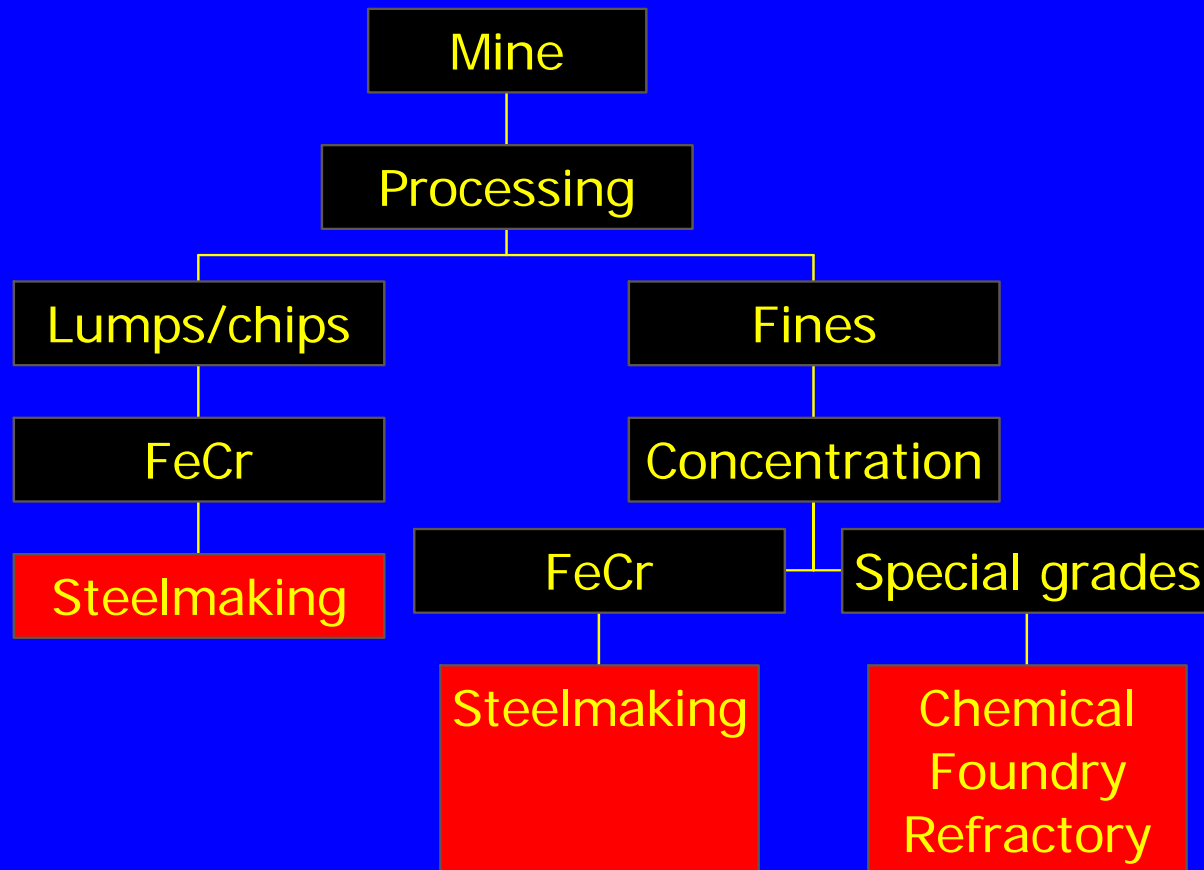 Mine
Processing
Lumps/chips
Fines
FeCr
Concentration
Steelmaking
FeCr
Special grades
Steelmaking
Chemical
Foundry
Refractory